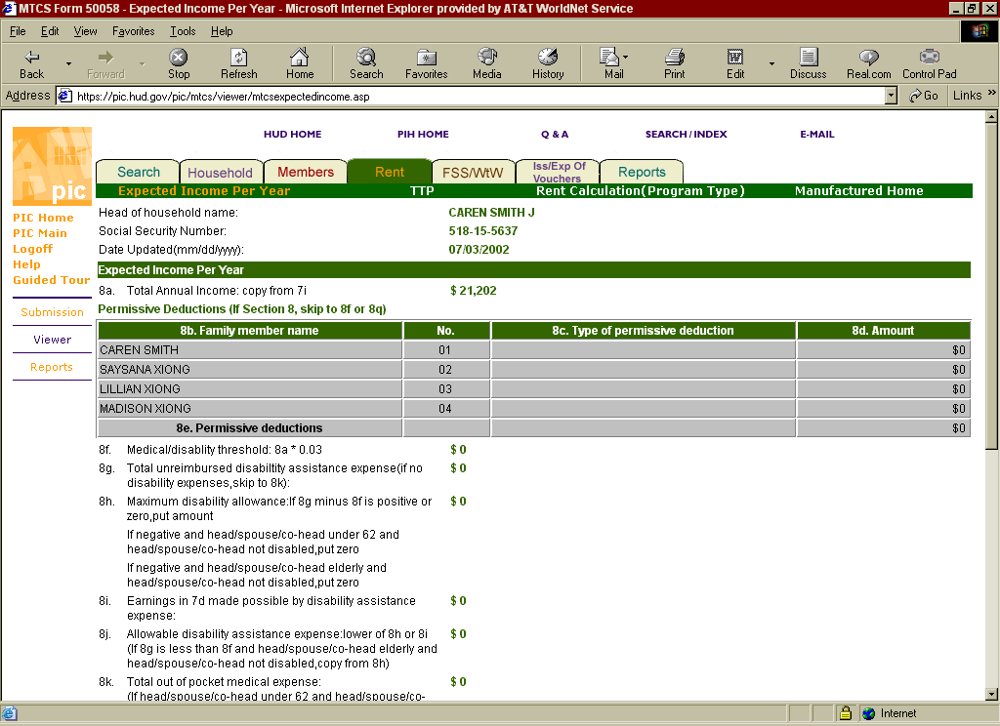 MTCS Form 50058 - Expected Income Per Year - Microsoft Internet Explorer provided by AT&T WorldNet Service
File Edit View Favorites Tools Help
Back Forward Stop Refresh Home Search Favorites Media History Mail Print Edit Discuss Real.com Control Pad
Address https://pic.hud.gov/pic/mtcs/viewer/mtcsexpectedincome.asp Go Links »
HUD HOME PIH HOME Q & A SEARCH / INDEX E-MAIL
pic
Search Household Members Rent FSS/WtW Iss/Exp Of Vouchers Reports
Expected Income Per Year TTP Rent Calculation(Program Type) Manufactured Home
PIC Home
PIC Main
Logoff
Help
Guided Tour
Submission
Viewer
Reports
Head of household name: CAREN SMITH J
Social Security Number: 518-15-5637
Date Updated(mm/dd/yyyy): 07/03/2002
Expected Income Per Year
8a. Total Annual Income: copy from 7i $ 21,202
Permissive Deductions (If Section 8, skip to 8f or 8q)
8b. Family member name No. 8c. Type of permissive deduction 8d. Amount
CAREN SMITH 01 $0
SAYSANA XIONG 02 $0
LILLIAN XIONG 03 $0
MADISON XIONG 04 $0
8e. Permissive deductions $0
8f. Medical/disablity threshold: 8a * 0.03 $ 0
8g. Total unreimbursed disabiltity assistance expense(if no $ 0
disability expenses,skip to 8k):
8h. Maximum disability allowance:If 8g minus 8f is positive or $ 0
zero,put amount
If negative and head/spouse/co-head under 62 and
head/spouse/co-head not disabled,put zero
If negative and head/spouse/co-head elderly and
head/spouse/co-head not disabled,put zero
8i. Earnings in 7d made possible by disability assistance $ 0
expense:
8j. Allowable disability assistance expense:lower of 8h or 8i $ 0
(If 8g is less than 8f and head/spouse/co-head elderly and
head/spouse/co-head not disabled,copy from 8h)
8k. Total out of pocket medical expense: $ 0
(If head/spouse/co-head under 62 and head/spouse/co-
Internet